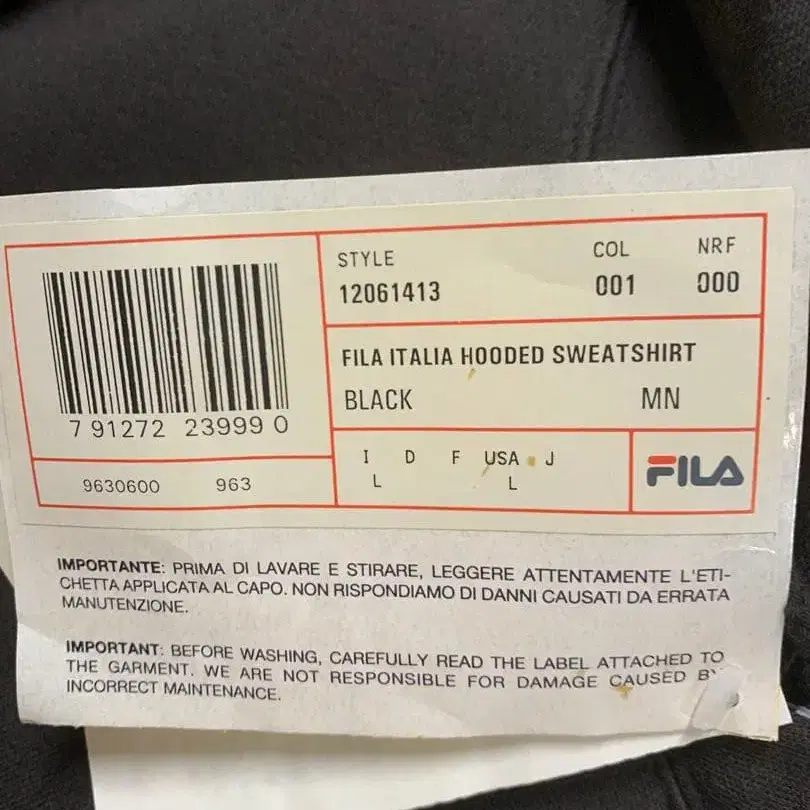 STYLE COL NRF
12061413 001 000
FILA ITALIA HOODED SWEATSHIRT
BLACK MN
7 91272 23999 0
I D F USA J
L L
9630600 963
FILA
IMPORTANTE: PRIMA DI LAVARE E STIRARE, LEGGERE ATTENTAMENTE L'ETI-
CHETTA APPLICATA AL CAPO. NON RISPONDIAMO DI DANNI CAUSATI DA ERRATA
MANUTENZIONE.
IMPORTANT: BEFORE WASHING, CAREFULLY READ THE LABEL ATTACHED TO
THE GARMENT. WE ARE NOT RESPONSIBLE FOR DAMAGE CAUSED BY
INCORRECT MAINTENANCE.